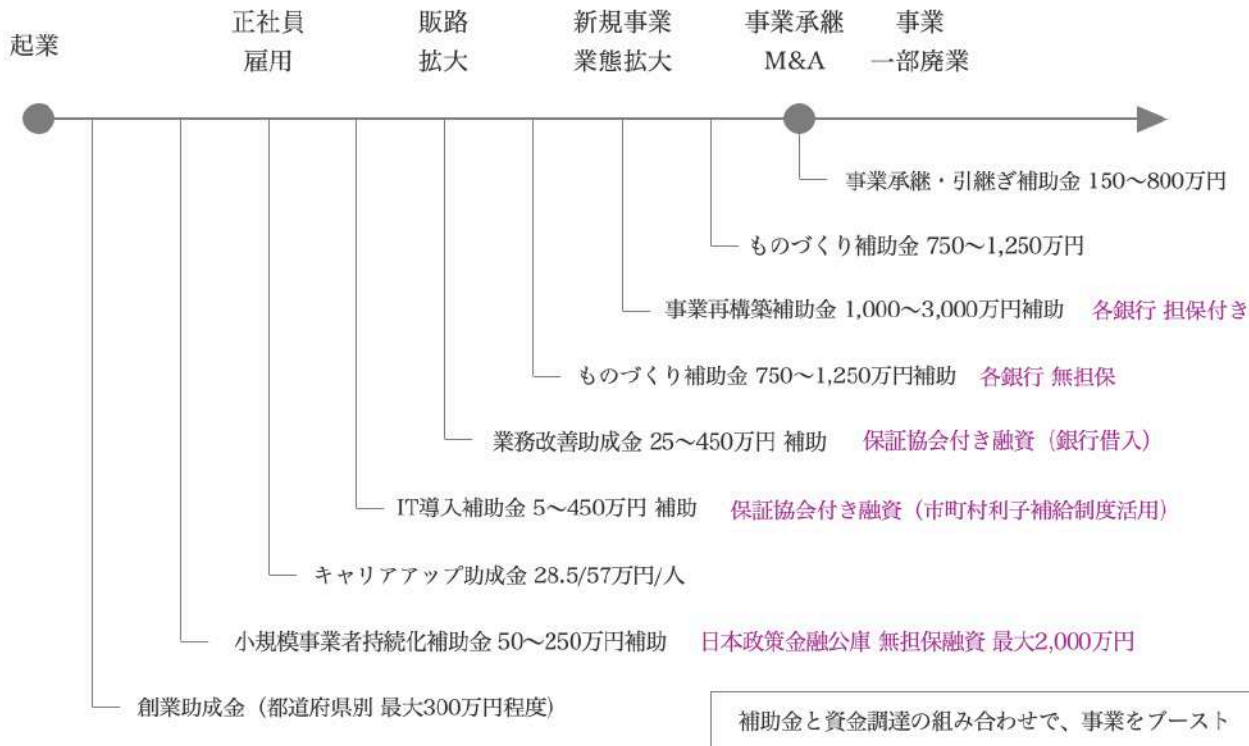 起業
正社員
雇用
販路
拡大
新規事業
業態拡大
事業承継
M&A
事業
一部廃業
事業承継・引継ぎ補助金 150〜800万円
ものづくり補助金 750〜1,250万円
事業再構築補助金 1,000〜3,000万円補助 各銀行 担保付き
ものづくり補助金 750〜1,250万円補助 各銀行 無担保
業務改善助成金 25〜450万円 補助 保証協会付き融資（銀行借入）
IT導入補助金 5〜450万円 補助 保証協会付き融資（市町村利子補給制度活用）
キャリアアップ助成金 28.5/57万円/人
小規模事業者持続化補助金 50〜250万円補助 日本政策金融公庫 無担保融資 最大2,000万円
創業助成金（都道府県別 最大300万円程度）
補助金と資金調達の組み合わせで、事業をブースト